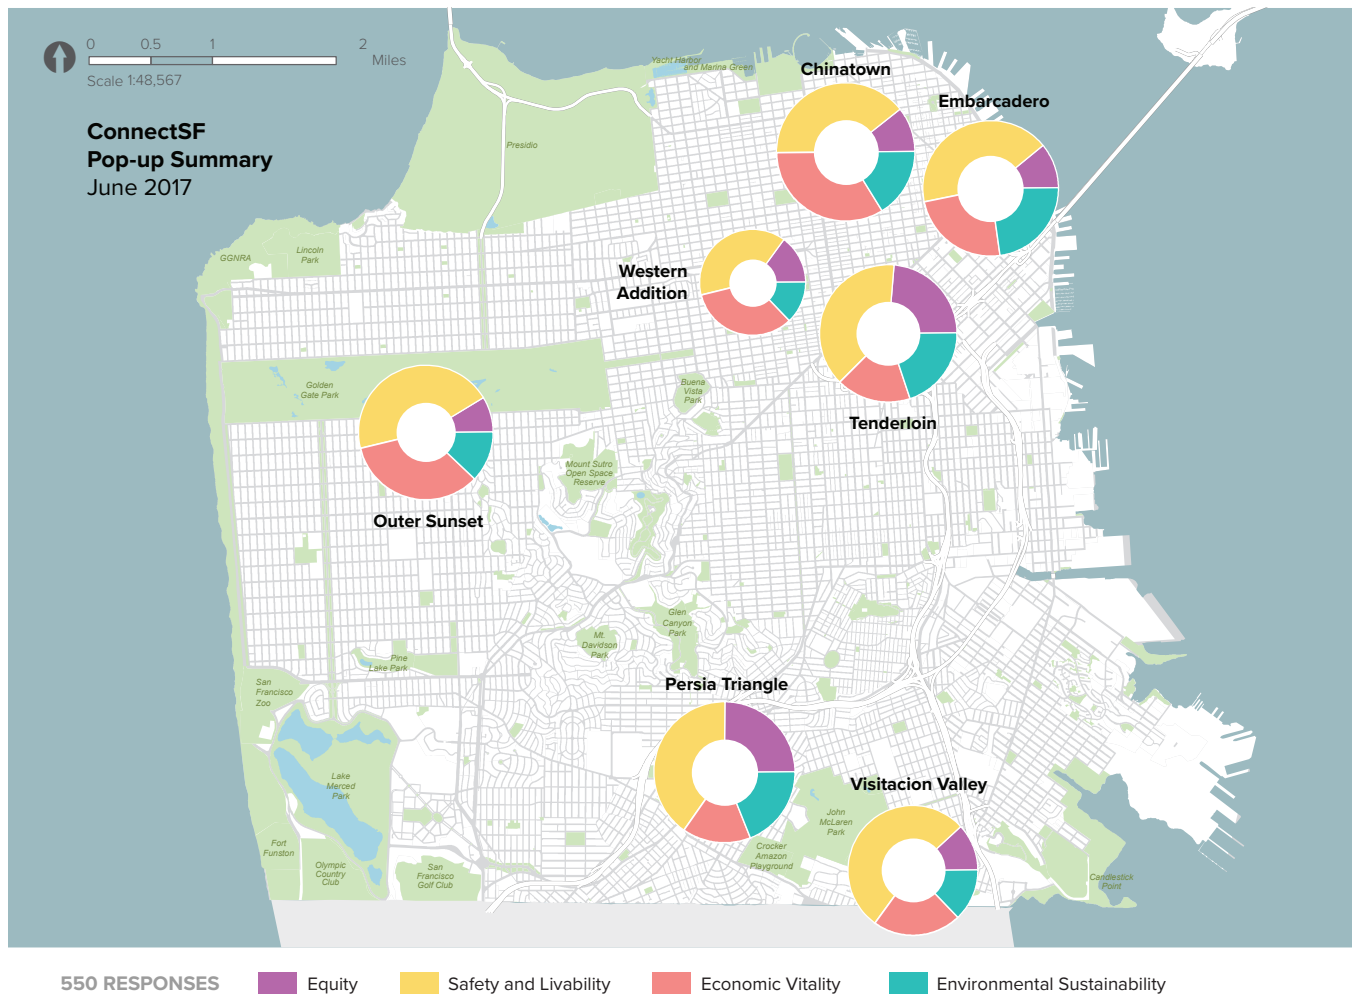 0 0.5 1 2
Miles
Scale 1:48,567
ConnectSF
Pop-up Summary
June 2017
Yacht Harbor
and Marina Green
Chinatown
Embarcadero
Presidio
GGNRA
Lincoln
Park
Western
Addition
Golden
Gate Park
Buena
Vista
Park
Tenderloin
Mount Sutro
Open Space
Reserve
Outer Sunset
Glen
Canyon
Park
Mt.
Davidson
Park
Pine
Lake Park
San
Francisco
Zoo
Persia Triangle
Lake
Merced
Park
Visitacion Valley
John
McLaren
Park
Crocker
Amazon
Playground
Fort
Funston
Olympic
Country
Club
San
Francisco
Golf Club
Candlestick
Point
550 RESPONSES Equity Safety and Livability Economic Vitality Environmental Sustainability